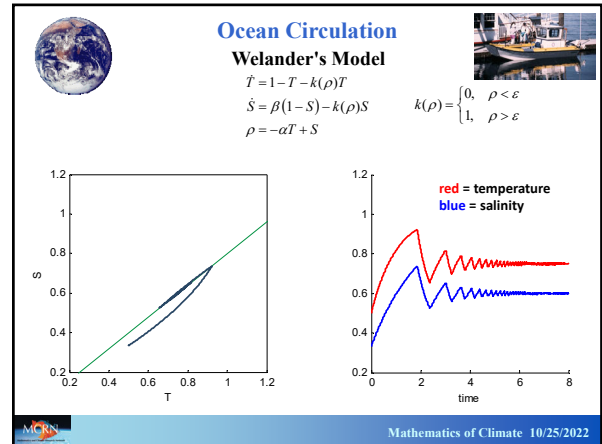 Ocean Circulation
Welander's Model
Ṫ = 1 − T − k(ρ)T
Ṡ = β(1 − S) − k(ρ)S
ρ = −αT + S
k(ρ) = {0, ρ < ε
1, ρ > ε
1.2
1
0.8
0.6
0.4
0.2
S
0.2 0.4 0.6 0.8 1 1.2
T
red = temperature
blue = salinity
1.2
1
0.8
0.6
0.4
0.2
0 2 4 6 8
time
MCRN
Mathematics of Climate 10/25/2022